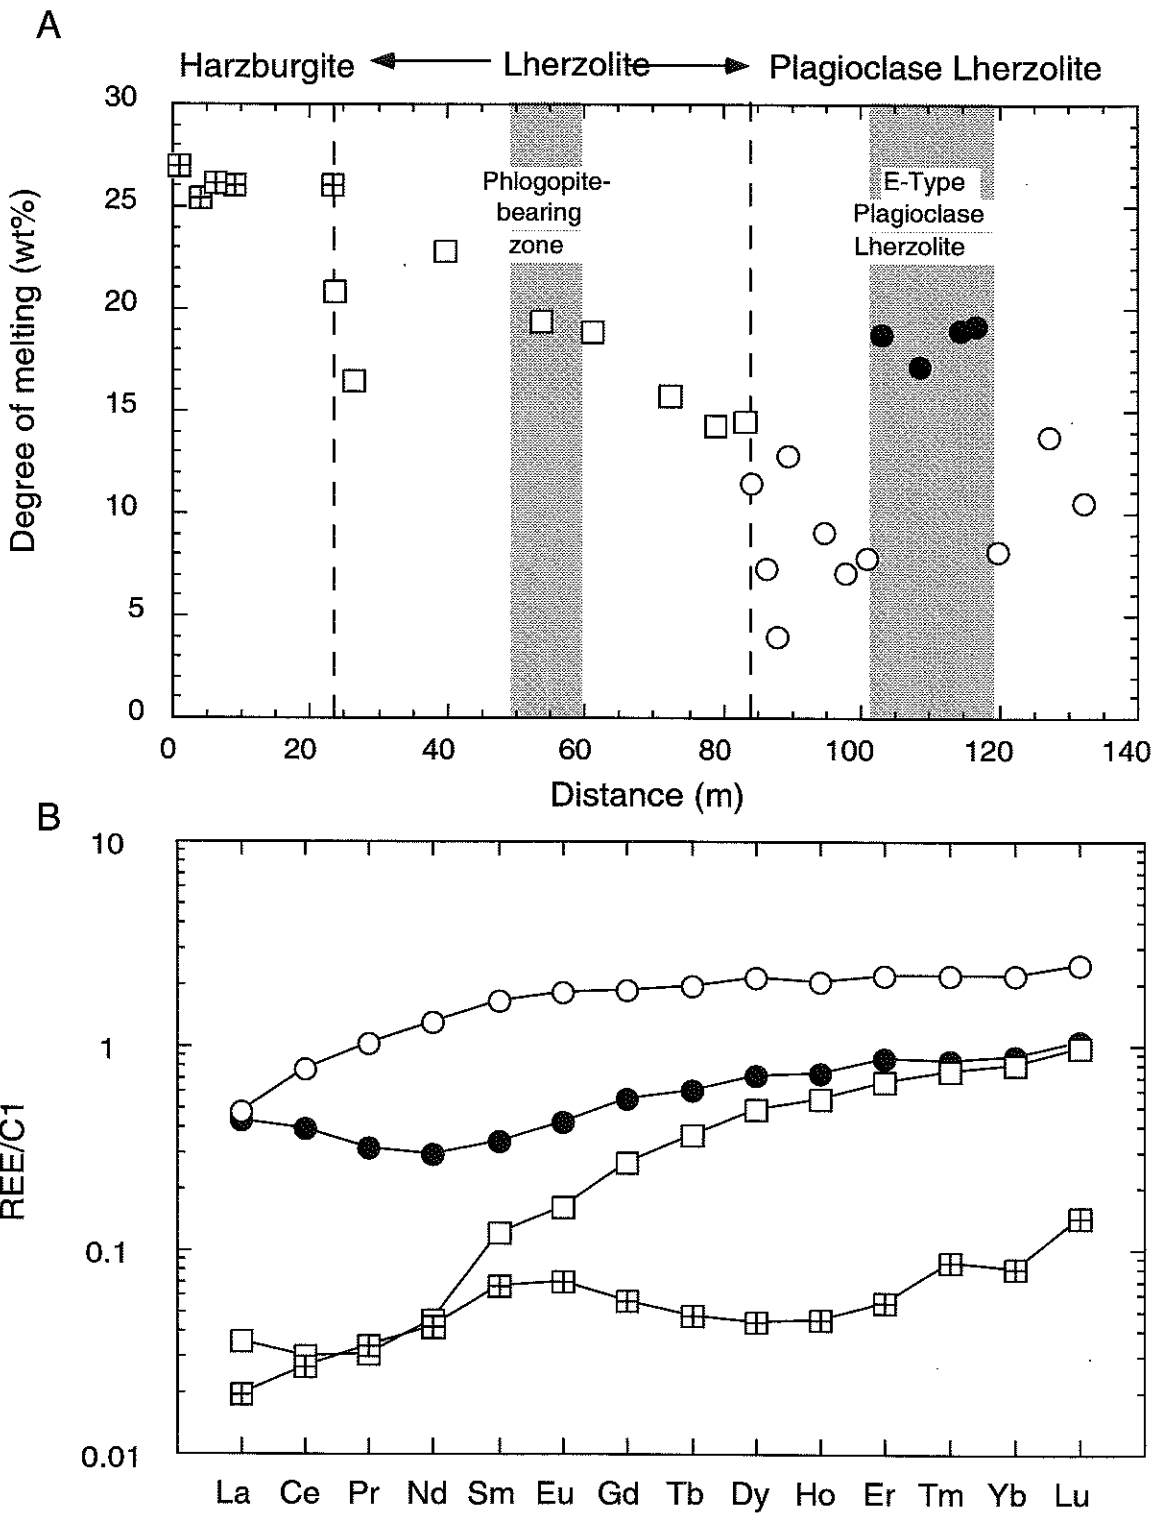 A
Harzburgite
Lherzolite
Plagioclase Lherzolite
30
25
20
15
10
5
0
Degree of melting (wt%)
Phlogopite-
bearing
zone
E-Type
Plagioclase
Lherzolite
0 20 40 60 80 100 120 140
Distance (m)
B
10
1
0.1
0.01
REE/C1
La Ce Pr Nd Sm Eu Gd Tb Dy Ho Er Tm Yb Lu